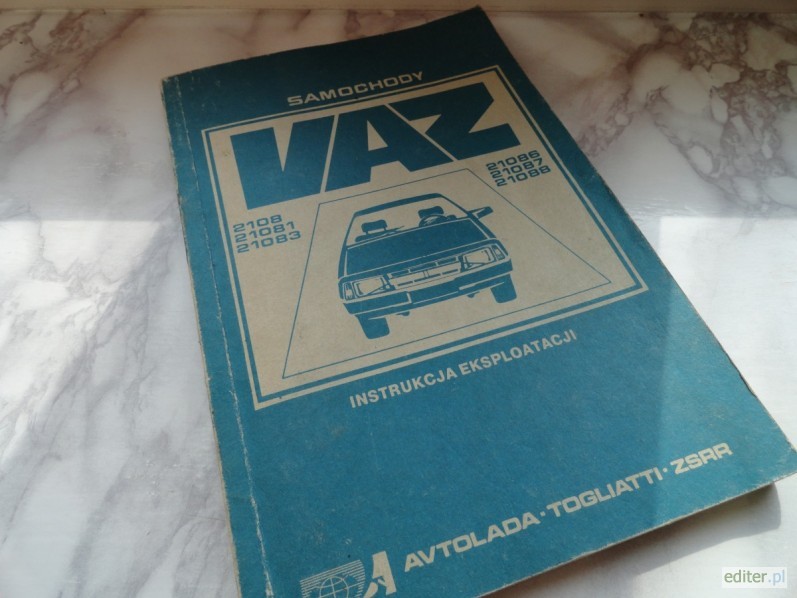 SAMOCHODY
VAZ
2108
21081
21083
21086
21087
21088
INSTRUKCJA EKSPLOATACJI
AVTOLADA · TOGLIATTI · ZSRR
editer.pl